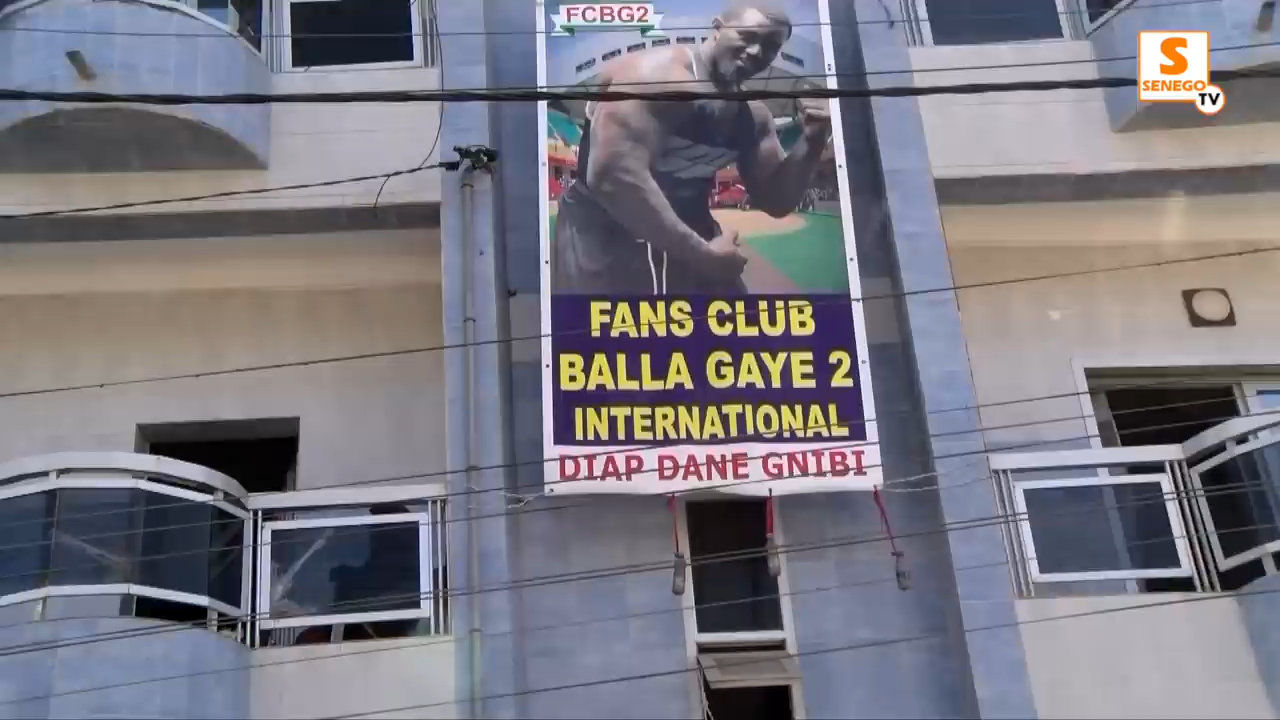 FCBG2
SENEGO
TV
FANS CLUB
BALLA GAYE 2
INTERNATIONAL
DIAP DANE GNIBI